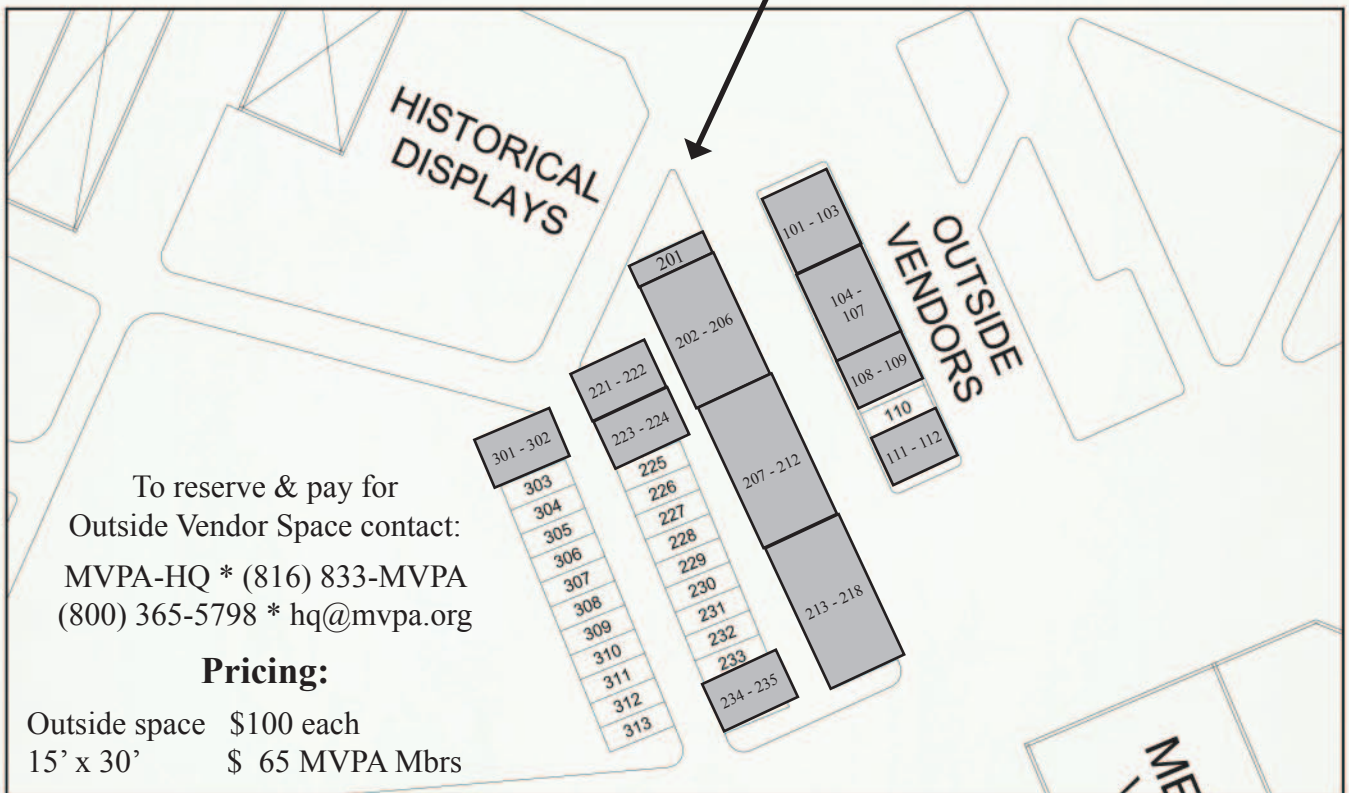 HISTORICAL
DISPLAYS
OUTSIDE
VENDORS
101 - 103
104 -
107
108 - 109
110
111 - 112
201
202 - 206
207 - 212
213 - 218
221 - 222
223 - 224
225
226
227
228
229
230
231
232
233
234 - 235
301 - 302
303
304
305
306
307
308
309
310
311
312
313
To reserve & pay for
Outside Vendor Space contact:
MVPA-HQ * (816) 833-MVPA
(800) 365-5798 * hq@mvpa.org
Pricing:
Outside space $100 each
15’ x 30’ $ 65 MVPA Mbrs